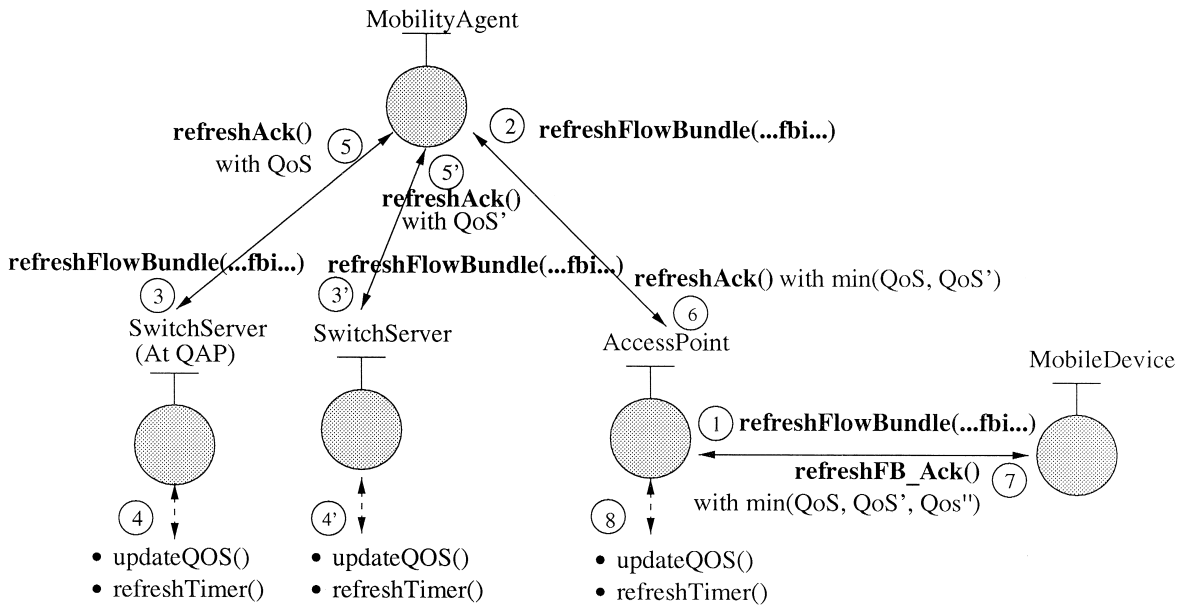 MobilityAgent
refreshAck()
with QoS
5
2
refreshFlowBundle(...fbi...)
5'
refreshAck()
with QoS'
refreshFlowBundle(...fbi...)
3
refreshFlowBundle(...fbi...)
3'
refreshAck() with min(QoS, QoS')
6
SwitchServer
(At QAP)
SwitchServer
AccessPoint
MobileDevice
1
refreshFlowBundle(...fbi...)
refreshFB_Ack()
with min(QoS, QoS', Qos")
7
4
• updateQOS()
• refreshTimer()
4'
• updateQOS()
• refreshTimer()
8
• updateQOS()
• refreshTimer()